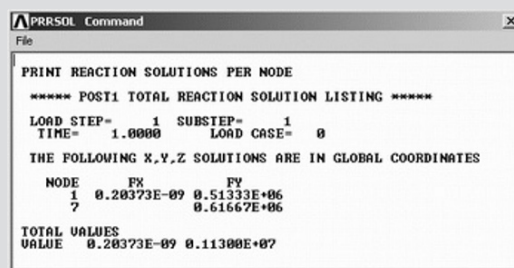 PRRSOL Command
File
PRINT REACTION SOLUTIONS PER NODE
***** POST1 TOTAL REACTION SOLUTION LISTING *****
LOAD STEP= 1 SUBSTEP= 1
TIME= 1.0000 LOAD CASE= 0
THE FOLLOWING X,Y,Z SOLUTIONS ARE IN GLOBAL COORDINATES
NODE FX FY
1 0.20373E-09 0.51333E+06
7 0.61667E+06
TOTAL VALUES
VALUE 0.20373E-09 0.11300E+07